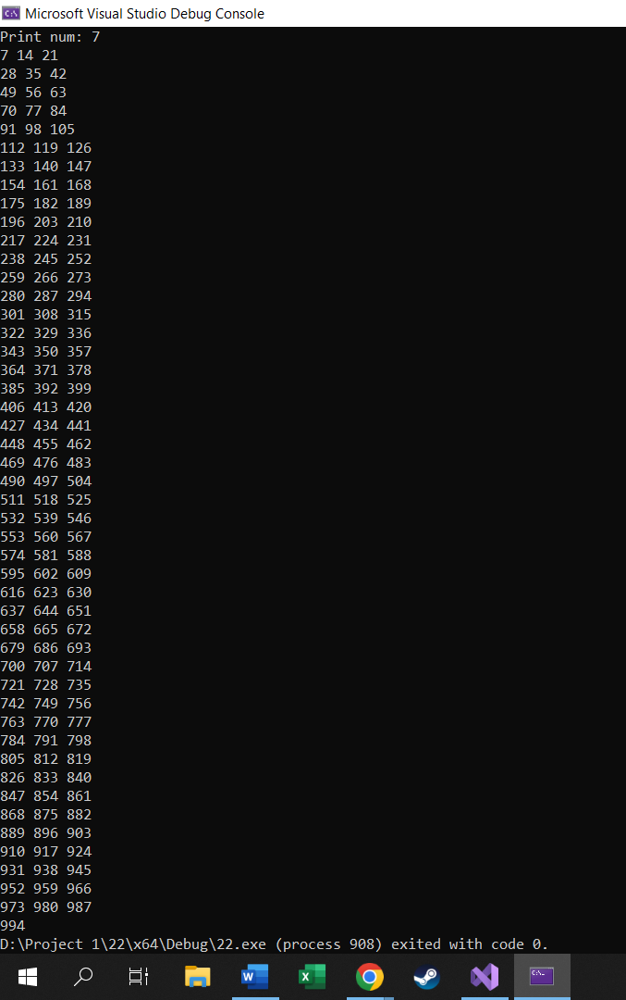 Microsoft Visual Studio Debug Console
Print num: 7
7 14 21
28 35 42
49 56 63
70 77 84
91 98 105
112 119 126
133 140 147
154 161 168
175 182 189
196 203 210
217 224 231
238 245 252
259 266 273
280 287 294
301 308 315
322 329 336
343 350 357
364 371 378
385 392 399
406 413 420
427 434 441
448 455 462
469 476 483
490 497 504
511 518 525
532 539 546
553 560 567
574 581 588
595 602 609
616 623 630
637 644 651
658 665 672
679 686 693
700 707 714
721 728 735
742 749 756
763 770 777
784 791 798
805 812 819
826 833 840
847 854 861
868 875 882
889 896 903
910 917 924
931 938 945
952 959 966
973 980 987
994
D:\Project 1\22\x64\Debug\22.exe (process 908) exited with code 0.